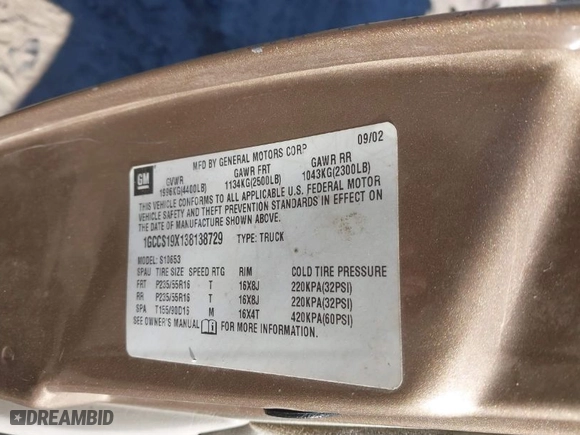 MFD BY GENERAL MOTORS CORP 09/02
GM
GVWR GAWR FRT GAWR RR
1996KG(4400LB) 1134KG(2500LB) 1043KG(2300LB)
THIS VEHICLE CONFORMS TO ALL APPLICABLE U.S. FEDERAL MOTOR
VEHICLE SAFETY AND THEFT PREVENTION STANDARDS IN EFFECT ON
THE DATE OF MANUFACTURE SHOWN ABOVE.
1GCCS19X138138729 TYPE: TRUCK
MODEL: S10653
SPAU TIRE SIZE SPEED RTG RIM COLD TIRE PRESSURE
FRT P235/55R16 T 16X8J 220KPA(32PSI)
RR P235/55R16 T 16X8J 220KPA(32PSI)
SPA T155/90D16 M 16X4T 420KPA(60PSI)
SEE OWNER'S MANUAL FOR MORE INFORMATION.
DREAMBID